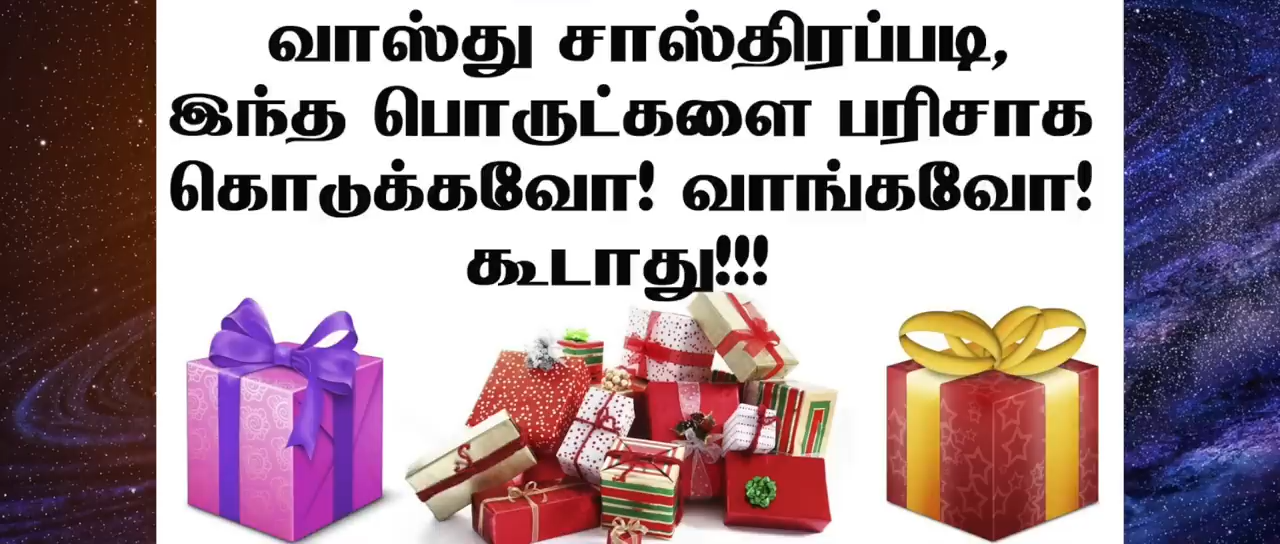 வாஸ்து சாஸ்திரப்படி,
இந்த பொருட்களை பரிசாக
கொடுக்கவோ! வாங்கவோ!
கூடாது!!!